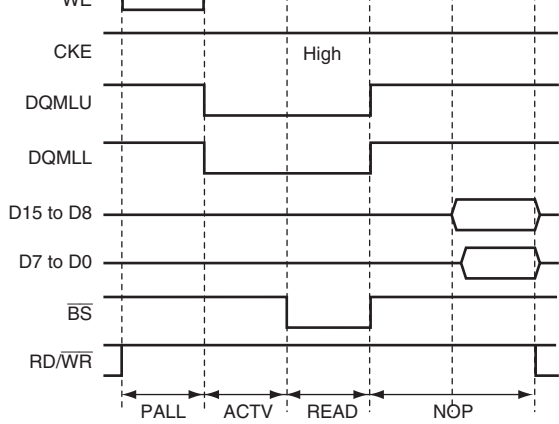 WE
CKE
High
DQMLU
DQMLL
D15 to D8
D7 to D0
BS
RD/WR
PALL ACTV READ NOP